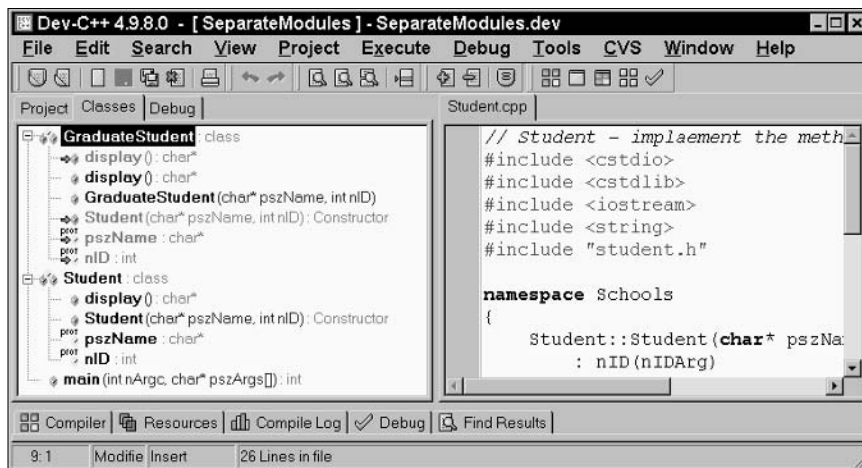 Dev-C++ 4.9.8.0 - [ SeparateModules ] - SeparateModules.dev
File Edit Search View Project Execute Debug Tools CVS Window Help
Project Classes Debug
GraduateStudent : class
display () : char*
display () : char*
GraduateStudent (char* pszName, int nID)
Student (char* pszName, int nID) : Constructor
prot pszName : char*
prot nID : int
Student : class
display () : char*
Student (char* pszName, int nID) : Constructor
prot pszName : char*
prot nID : int
main (int nArgc, char* pszArgs[]) : int
Student.cpp
// Student - implaement the meth
#include <cstdio>
#include <cstdlib>
#include <iostream>
#include <string>
#include "student.h"
namespace Schools
{
Student::Student(char* pszNa
: nID(nIDArg)
Compiler Resources Compile Log Debug Find Results
9: 1 Modifie Insert 26 Lines in file